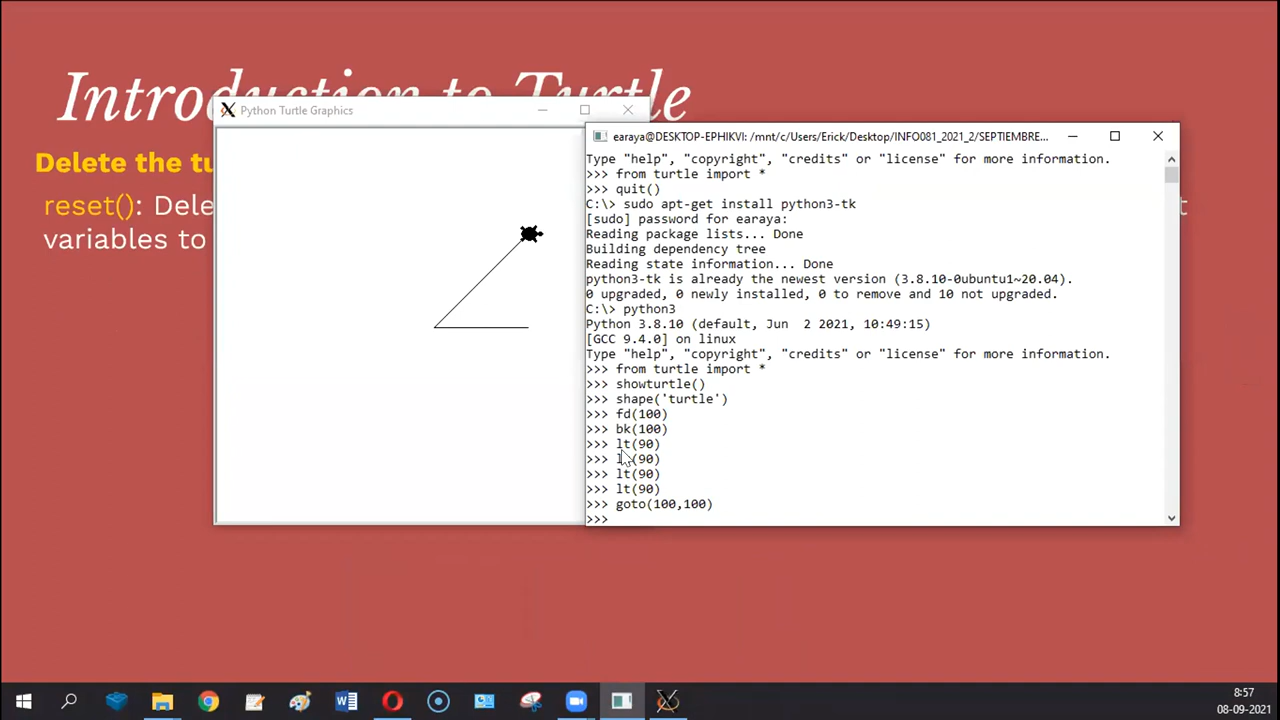 Introduction to Turtle
Python Turtle Graphics
Delete the tu
reset(): Dele
t
variables to
earaya@DESKTOP-EPHIKVI: /mnt/c/Users/Erick/Desktop/INFO081_2021_2/SEPTIEMBRE...
Type "help", "copyright", "credits" or "license" for more information.
>>> from turtle import *
>>> quit()
C:\> sudo apt-get install python3-tk
[sudo] password for earaya:
Reading package lists... Done
Building dependency tree
Reading state information... Done
python3-tk is already the newest version (3.8.10-0ubuntu1~20.04).
0 upgraded, 0 newly installed, 0 to remove and 10 not upgraded.
C:\> python3
Python 3.8.10 (default, Jun  2 2021, 10:49:15)
[GCC 9.4.0] on linux
Type "help", "copyright", "credits" or "license" for more information.
>>> from turtle import *
>>> showturtle()
>>> shape('turtle')
>>> fd(100)
>>> bk(100)
>>> lt(90)
>>> lt(90)
>>> lt(90)
>>> lt(90)
>>> goto(100,100)
>>>
8:57
08-09-2021